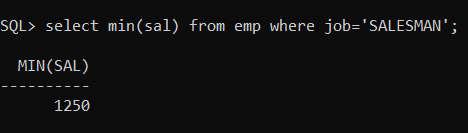 SQL> select min(sal) from emp where job='SALESMAN';
MIN(SAL)
----------
1250